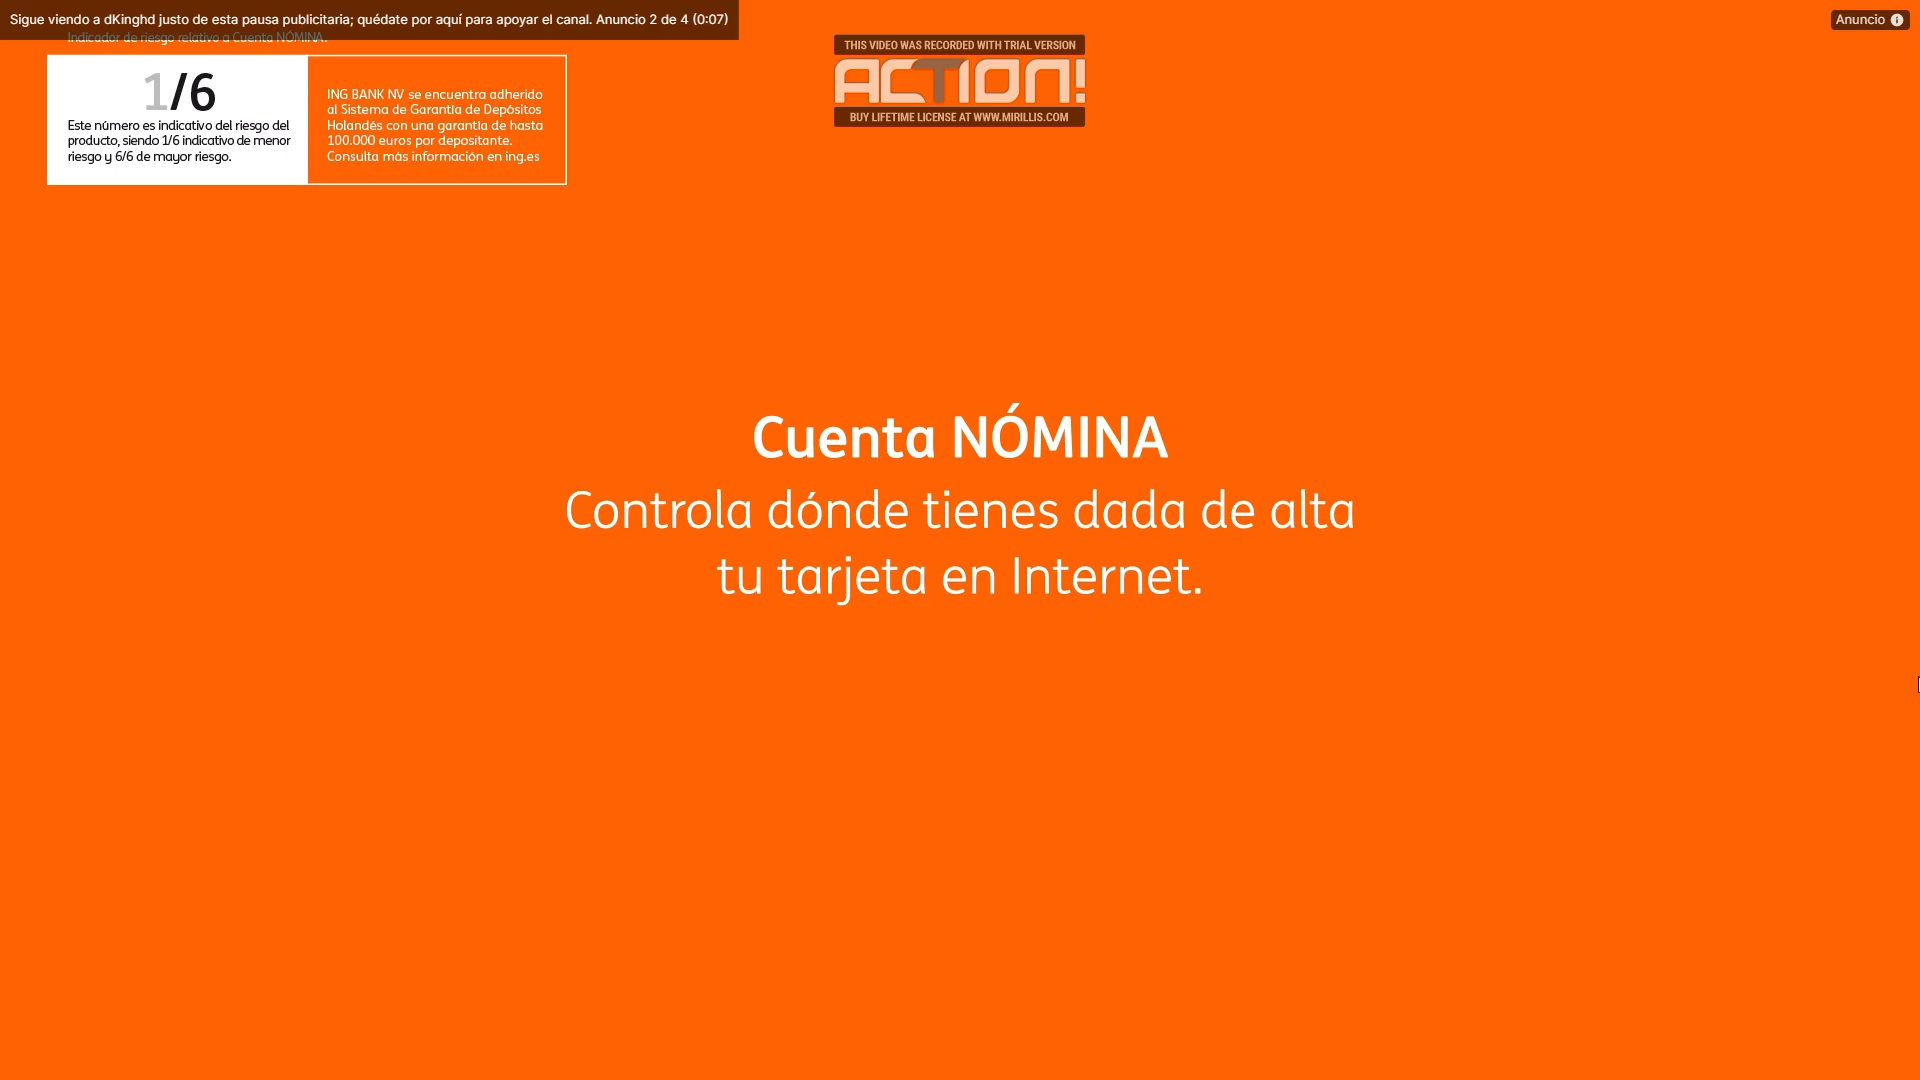 Sigue viendo a dKinghd justo de esta pausa publicitaria; quédate por aquí para apoyar el canal. Anuncio 2 de 4 (0:07)
Anuncio
Indicador de riesgo relativo a Cuenta NÓMINA.
1/6
Este número es indicativo del riesgo del
producto, siendo 1/6 indicativo de menor
riesgo y 6/6 de mayor riesgo.
ING BANK NV se encuentra adherido
al Sistema de Garantía de Depósitos
Holandés con una garantía de hasta
100.000 euros por depositante.
Consulta más información en ing.es
THIS VIDEO WAS RECORDED WITH TRIAL VERSION
ACTION!
BUY LIFETIME LICENSE AT WWW.MIRILLIS.COM
Cuenta NÓMINA
Controla dónde tienes dada de alta
tu tarjeta en Internet.